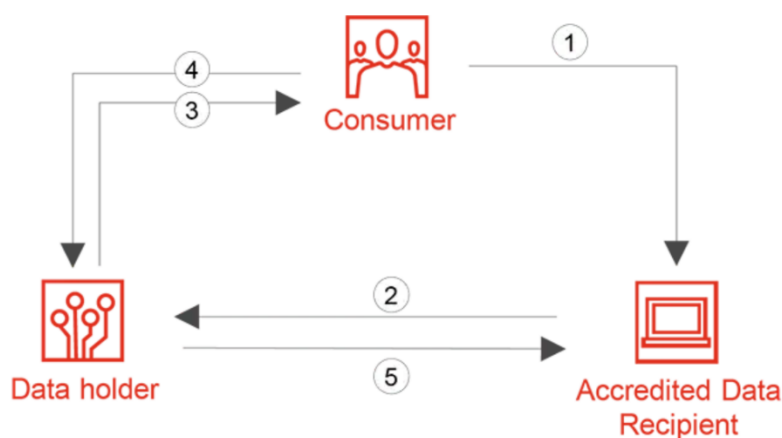 1
4
3
Consumer
2
5
Data holder
Accredited Data
Recipient